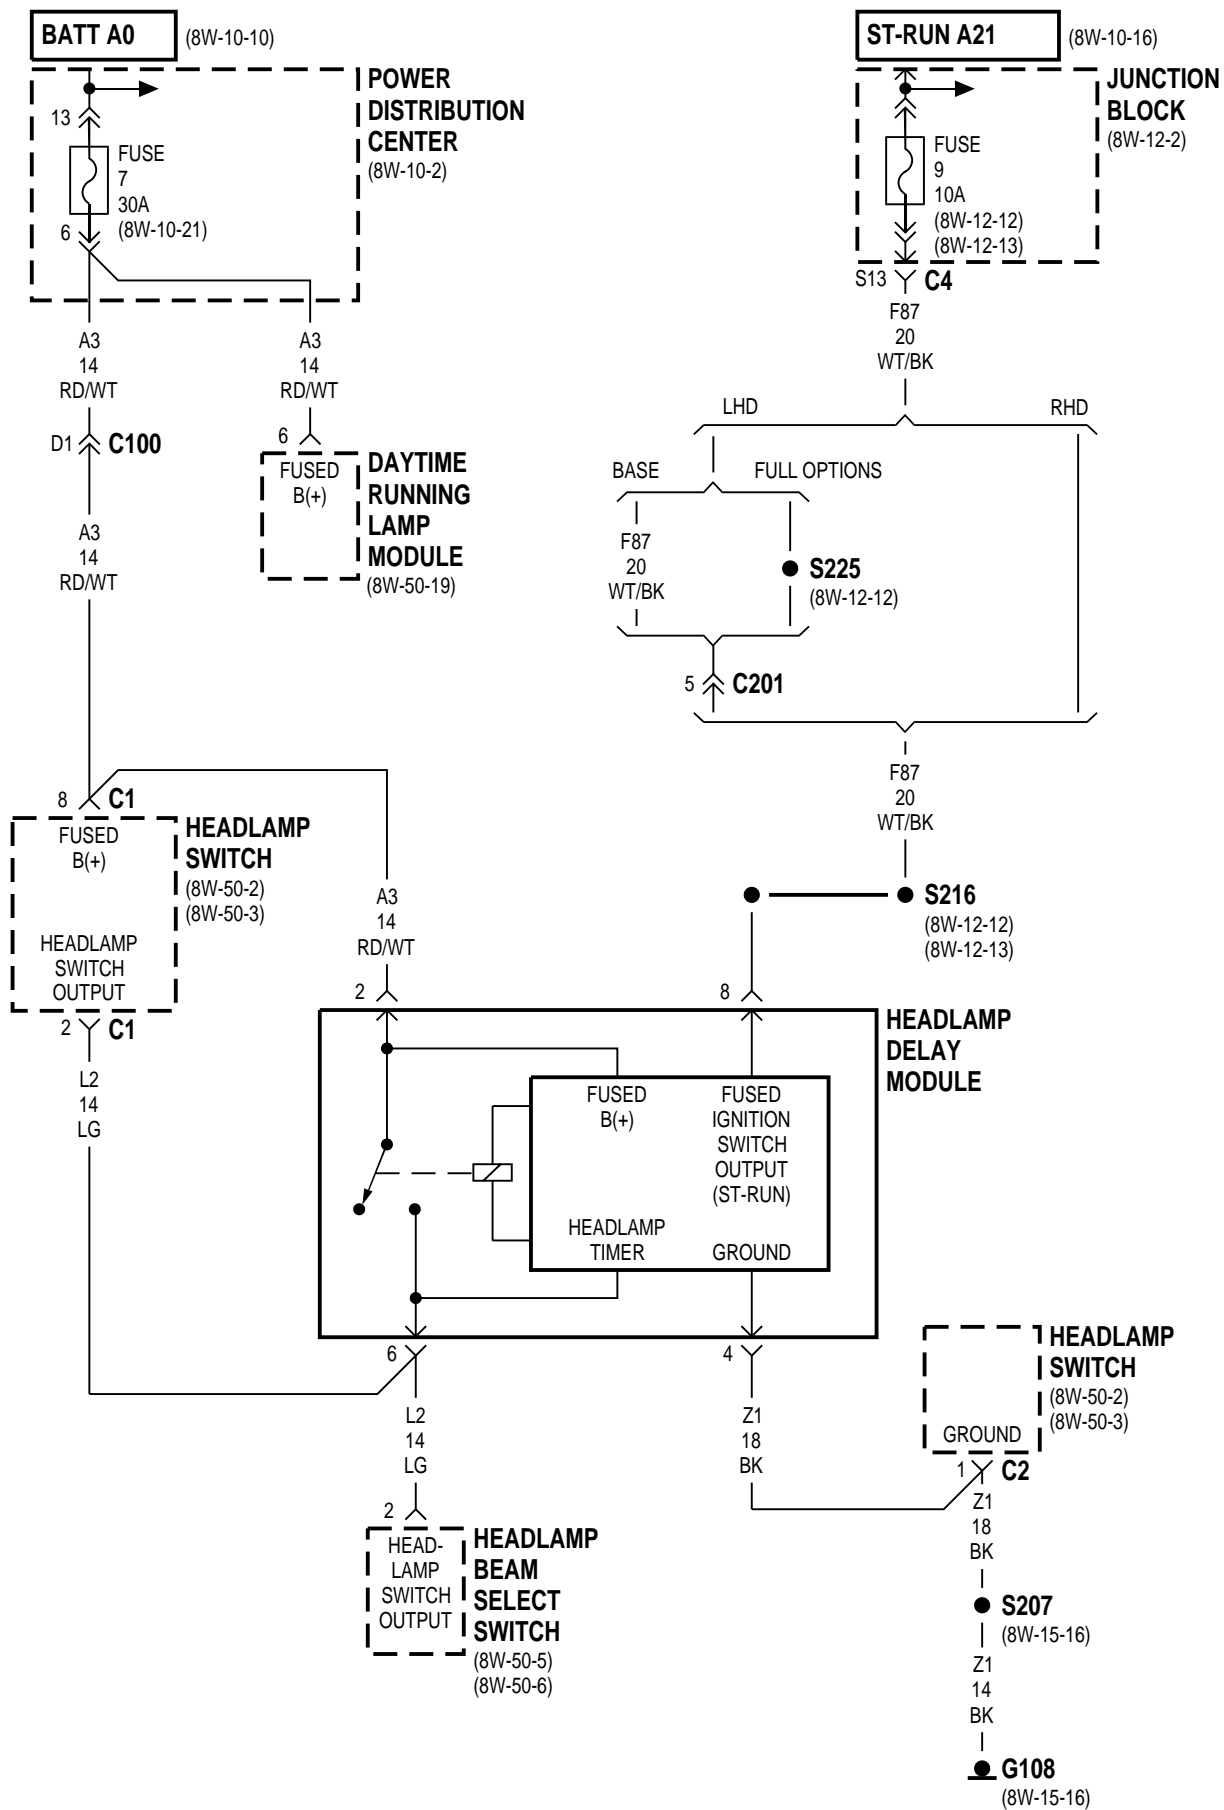 BATT A0 (8W-10-10)
ST-RUN A21 (8W-10-16)
POWER
DISTRIBUTION
CENTER
(8W-10-2)
13
FUSE
7
30A
(8W-10-21)
6
JUNCTION
BLOCK
(8W-12-2)
FUSE
9
10A
(8W-12-12)
(8W-12-13)
S13 C4
F87
20
WT/BK
A3
14
RD/WT
A3
14
RD/WT
D1 C100
6
FUSED
B(+)
DAYTIME
RUNNING
LAMP
MODULE
(8W-50-19)
A3
14
RD/WT
LHD
RHD
BASE
FULL OPTIONS
F87
20
WT/BK
S225
(8W-12-12)
5 C201
F87
20
WT/BK
8 C1
FUSED
B(+)
HEADLAMP
SWITCH
(8W-50-2)
(8W-50-3)
HEADLAMP
SWITCH
OUTPUT
2 C1
L2
14
LG
A3
14
RD/WT
2
S216
(8W-12-12)
(8W-12-13)
8
HEADLAMP
DELAY
MODULE
FUSED
B(+)
FUSED
IGNITION
SWITCH
OUTPUT
(ST-RUN)
HEADLAMP
TIMER
GROUND
6
4
L2
14
LG
Z1
18
BK
HEADLAMP
SWITCH
(8W-50-2)
(8W-50-3)
GROUND
1 C2
Z1
18
BK
2
HEAD-
LAMP
SWITCH
OUTPUT
HEADLAMP
BEAM
SELECT
SWITCH
(8W-50-5)
(8W-50-6)
S207
(8W-15-16)
Z1
14
BK
G108
(8W-15-16)